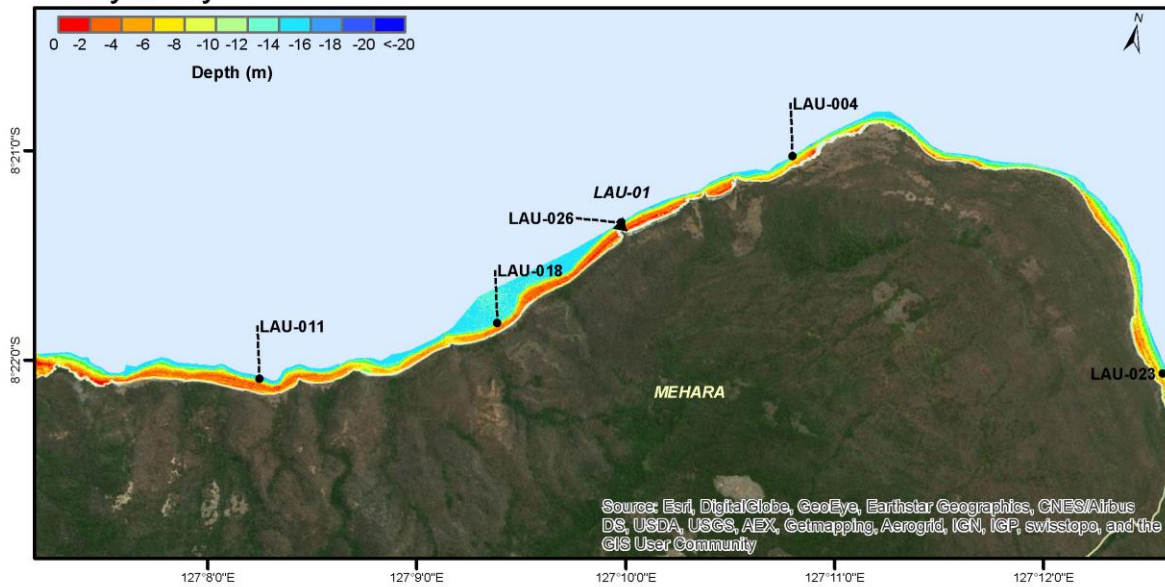 0 -2 -4 -6 -8 -10 -12 -14 -16 -18 -20 <-20
Depth (m)
N
LAU-004
8°21'0"S
LAU-01
LAU-026
LAU-018
LAU-011
8°22'0"S
LAU-023
MEHARA
Source: Esri, DigitalGlobe, GeoEye, Earthstar Geographics, CNES/Airbus
DS, USDA, USGS, AEX, Getmapping, Aerogrid, IGN, IGP, swisstopo, and the
GIS User Community
127°8'0"E 127°9'0"E 127°10'0"E 127°11'0"E 127°12'0"E